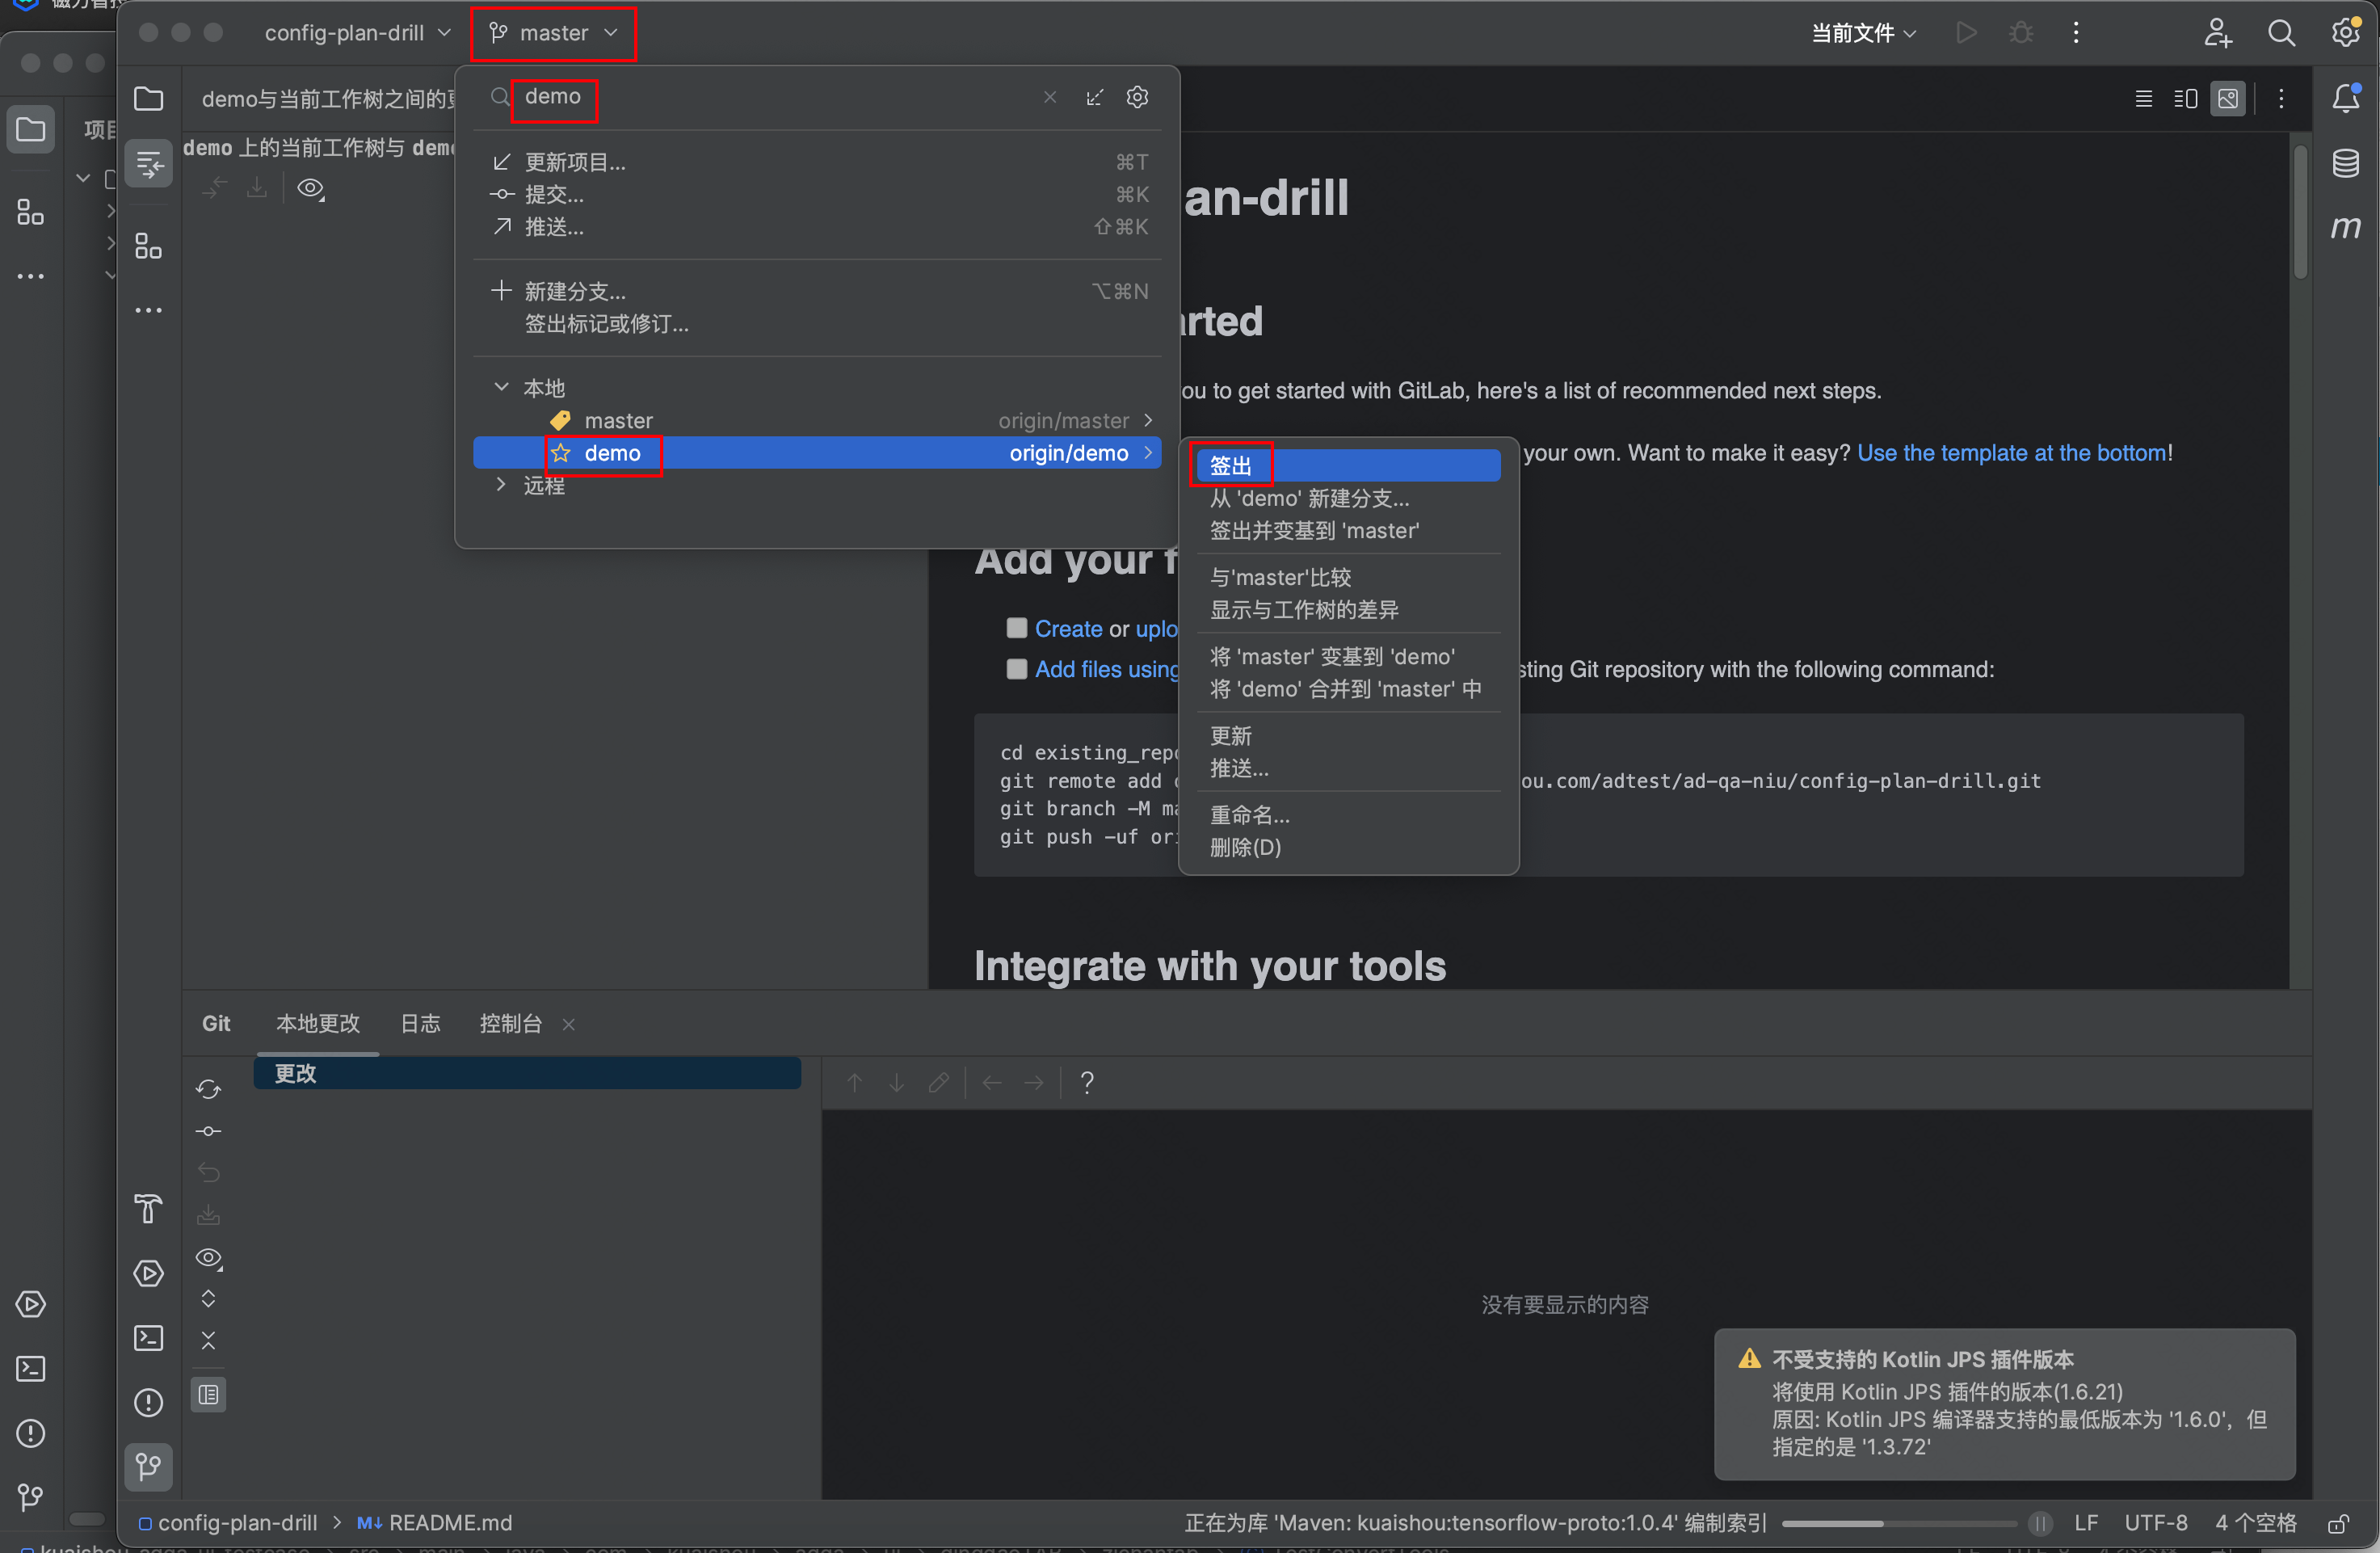 config-plan-drill
master
当前文件
项目
demo与当前工作树之间的
demo 上的当前工作树与
demo
更新项目... ⌘T
提交... ⌘K
推送... ⇧⌘K
新建分支... ⌥⌘N
签出标记或修订...
本地
master origin/master
demo origin/demo
远程
签出
从 'demo' 新建分支...
签出并变基到 'master'
与'master'比较
显示与工作树的差异
将 'master' 变基到 'demo'
将 'demo' 合并到 'master' 中
更新
推送...
重命名...
删除(D)
an-drill
arted
ou to get started with GitLab, here's a list of recommended next steps.
your own. Want to make it easy? Use the template at the bottom!
Add your f
Create or uplo
Add files using
sting Git repository with the following command:
cd existing_repo
git remote add
ou.com/adtest/ad-qa-niu/config-plan-drill.git
git branch -M ma
git push -uf ori
Integrate with your tools
m
Git 本地更改 日志 控制台
更改
?
没有要显示的内容
不受支持的 Kotlin JPS 插件版本
将使用 Kotlin JPS 插件的版本(1.6.21)
原因: Kotlin JPS 编译器支持的最低版本为 '1.6.0'，但
指定的是 '1.3.72'
config-plan-drill > M↓ README.md
正在为库 'Maven: kuaishou:tensorflow-proto:1.0.4' 编制索引
LF UTF-8 4 个空格